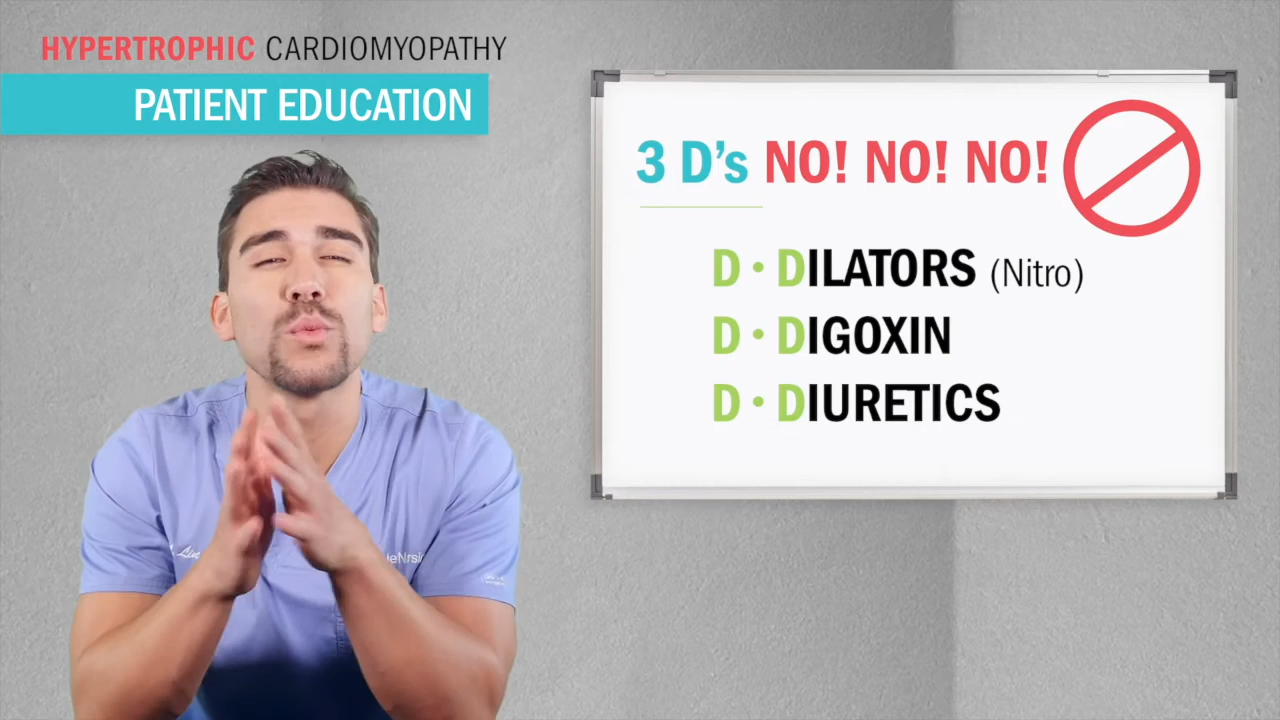 HYPERTROPHIC CARDIOMYOPATHY
PATIENT EDUCATION
3 D's NO! NO! NO!
D • DILATORS (Nitro)
D • DIGOXIN
D • DIURETICS